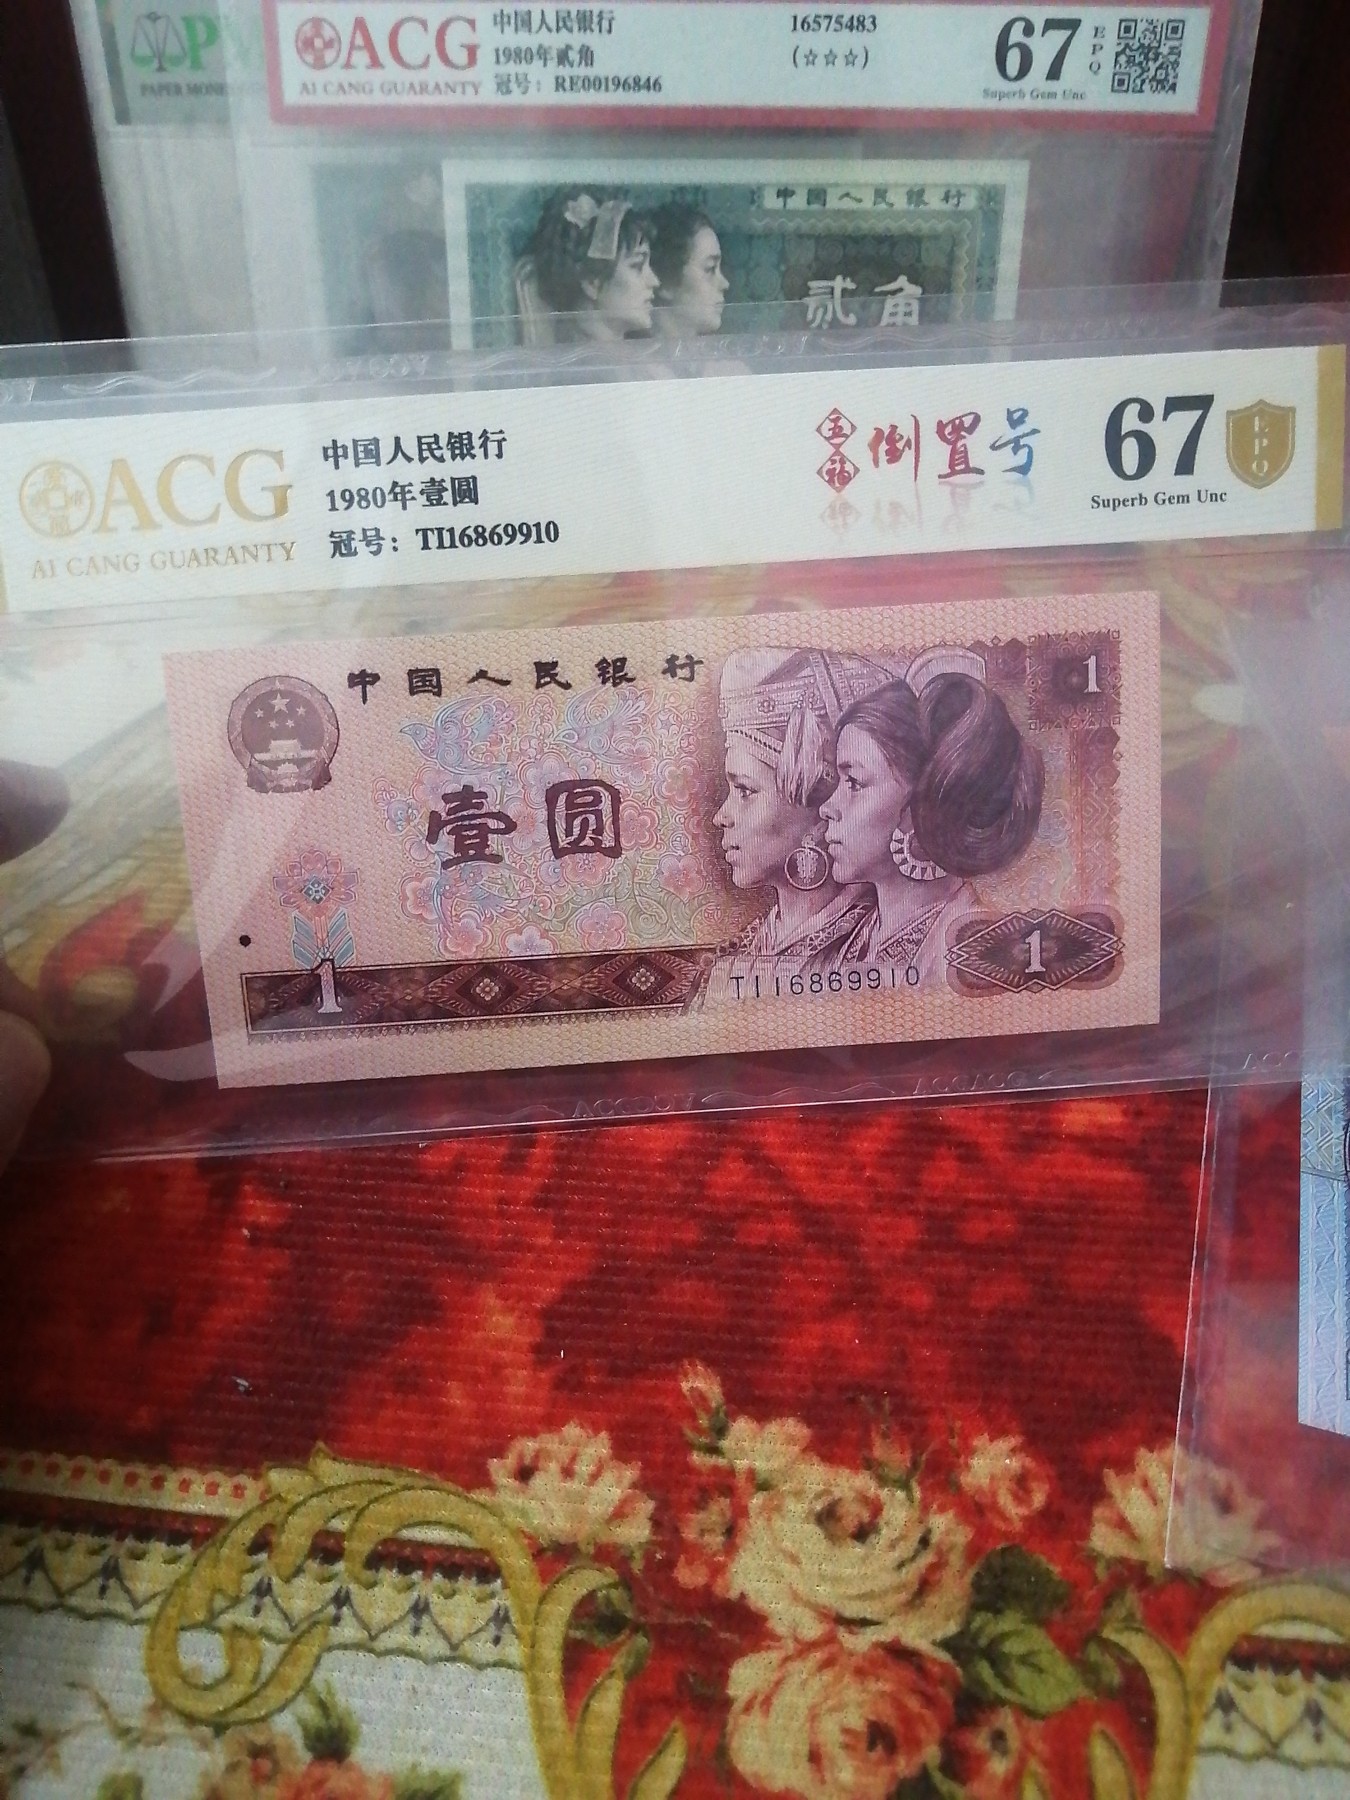 P
PAPER MONE
ACG
AI CANG GUARANTY
中国人民银行
1980年贰角
冠号：RE00196846
16575483
(☆☆☆)
67
EPQ
Superb Gem Unc
中国人民银行
贰角
ACG
AI CANG GUARANTY
中国人民银行
1980年壹圆
冠号：TI16869910
五福
倒置号
67
EPQ
Superb Gem Unc
中国人民银行
1
壹圆
1
TI16869910
1
ACGACG